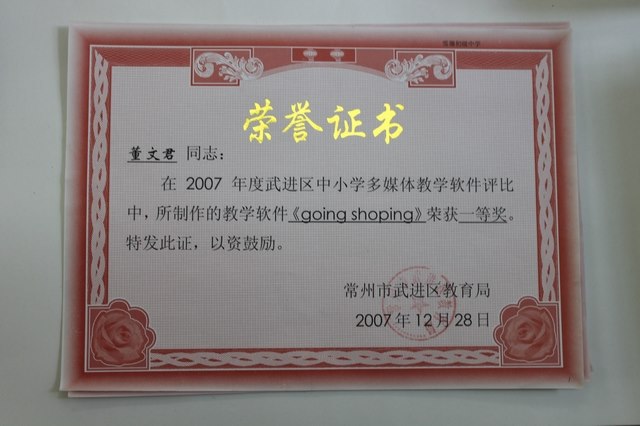 荣誉证书
董文君 同志：
在 2007 年度武进区中小学多媒体教学软件评比
中，所制作的教学软件《going shoping》荣获一等奖。
特发此证，以资鼓励。
常州市武进区教育局
2007 年 12 月 28 日